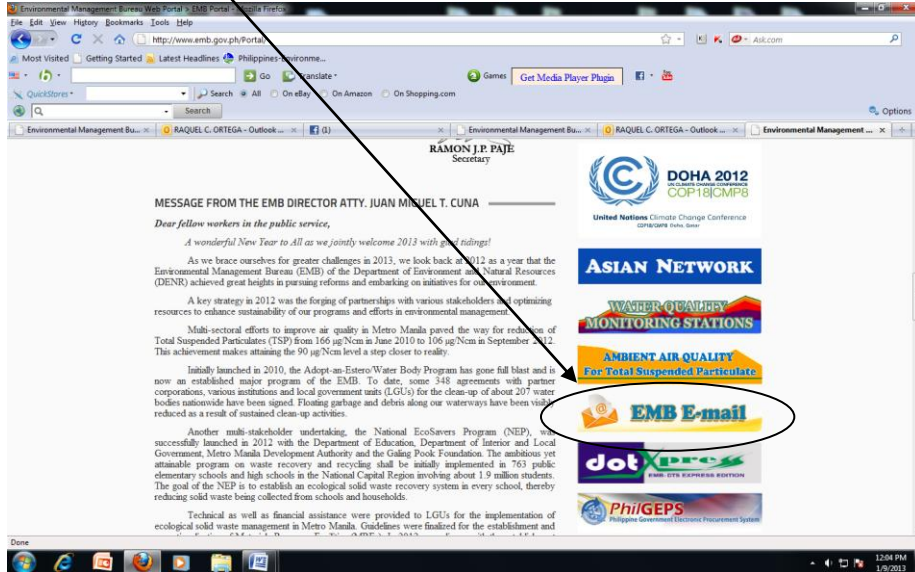 Environmental Management Bureau Web Portal > EMB Portal - Mozilla Firefox
File Edit View History Bookmarks Tools Help
http://www.emb.gov.ph/Portal/
Ask.com
Most Visited Getting Started Latest Headlines Philippines-Environme...
Go Translate Games Get Media Player Plugin
QuickStores Search All On eBay On Amazon On Shopping.com
Search Options
Environmental Management Bu... RAQUEL C. ORTEGA - Outlook ... (1) Environmental Management Bu... RAQUEL C. ORTEGA - Outlook ... Environmental Management ...
RAMON J.P. PAJE
Secretary
MESSAGE FROM THE EMB DIRECTOR ATTY. JUAN MIGUEL T. CUNA
Dear fellow workers in the public service,
A wonderful New Year to All as we jointly welcome 2013 with good tidings!
As we brace ourselves for greater challenges in 2013, we look back at 2012 as a year that the
Environmental Management Bureau (EMB) of the Department of Environment and Natural Resources
(DENR) achieved great heights in pursuing reforms and embarking on initiatives for our environment.
A key strategy in 2012 was the forging of partnerships with various stakeholders and optimizing
resources to enhance sustainability of our programs and efforts in environmental management.
Multi-sectoral efforts to improve air quality in Metro Manila paved the way for reduction of
Total Suspended Particulates (TSP) from 166 µg/Ncm in June 2010 to 106 µg/Ncm in September 2012.
This achievement makes attaining the 90 µg/Ncm level a step closer to reality.
Initially launched in 2010, the Adopt-an-Estero/Water Body Program has gone full blast and is
now an established major program of the EMB. To date, some 348 agreements with partner
corporations, various institutions and local government units (LGUs) for the clean-up of about 207 water
bodies nationwide have been signed. Floating garbage and debris along our waterways have been visibly
reduced as a result of sustained clean-up activities.
Another multi-stakeholder undertaking, the National EcoSavers Program (NEP), was
successfully launched in 2012 with the Department of Education, Department of Interior and Local
Government, Metro Manila Development Authority and the Galing Pook Foundation. The ambitious yet
attainable program on waste recovery and recycling shall be initially implemented in 763 public
elementary schools and high schools in the National Capital Region involving about 1.9 million students.
The goal of the NEP is to establish an ecological solid waste recovery system in every school, thereby
reducing solid waste being collected from schools and households.
Technical as well as financial assistance were provided to LGUs for the implementation of
ecological solid waste management in Metro Manila. Guidelines were finalized for the establishment and
DOHA 2012
UN CLIMATE CHANGE CONFERENCE
COP18|CMP8
United Nations Climate Change Conference
COP18/CMP8 Doha, Qatar
ASIAN NETWORK
WATER QUALITY
MONITORING STATIONS
AMBIENT AIR QUALITY
For Total Suspended Particulate
EMB E-mail
dotXpress
EMB-CTS EXPRESS EDITION
PhilGEPS
Philippine Government Electronic Procurement System
Done
12:04 PM
1/9/2013